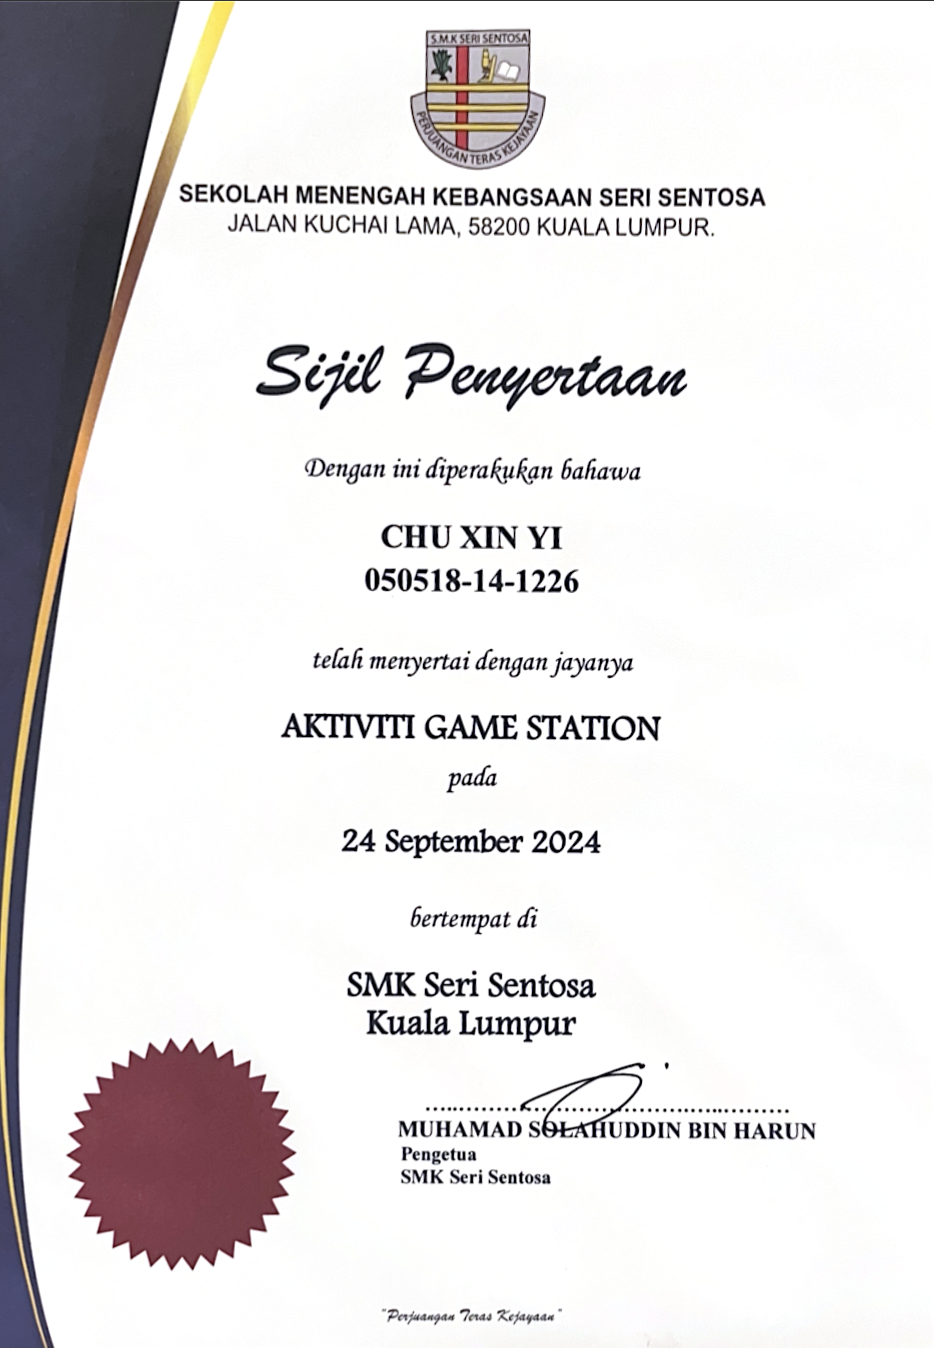 S.M.K SERI SENTOSA
PERJUANGAN TERAS KEJAYAAN
SEKOLAH MENENGAH KEBANGSAAN SERI SENTOSA
JALAN KUCHAI LAMA, 58200 KUALA LUMPUR.
Sijil Penyertaan
Dengan ini diperakukan bahawa
CHU XIN YI
050518-14-1226
telah menyertai dengan jayanya
AKTIVITI GAME STATION
pada
24 September 2024
bertempat di
SMK Seri Sentosa
Kuala Lumpur
MUHAMAD SOLAHUDDIN BIN HARUN
Pengetua
SMK Seri Sentosa
"Perjuangan Teras Kejayaan"